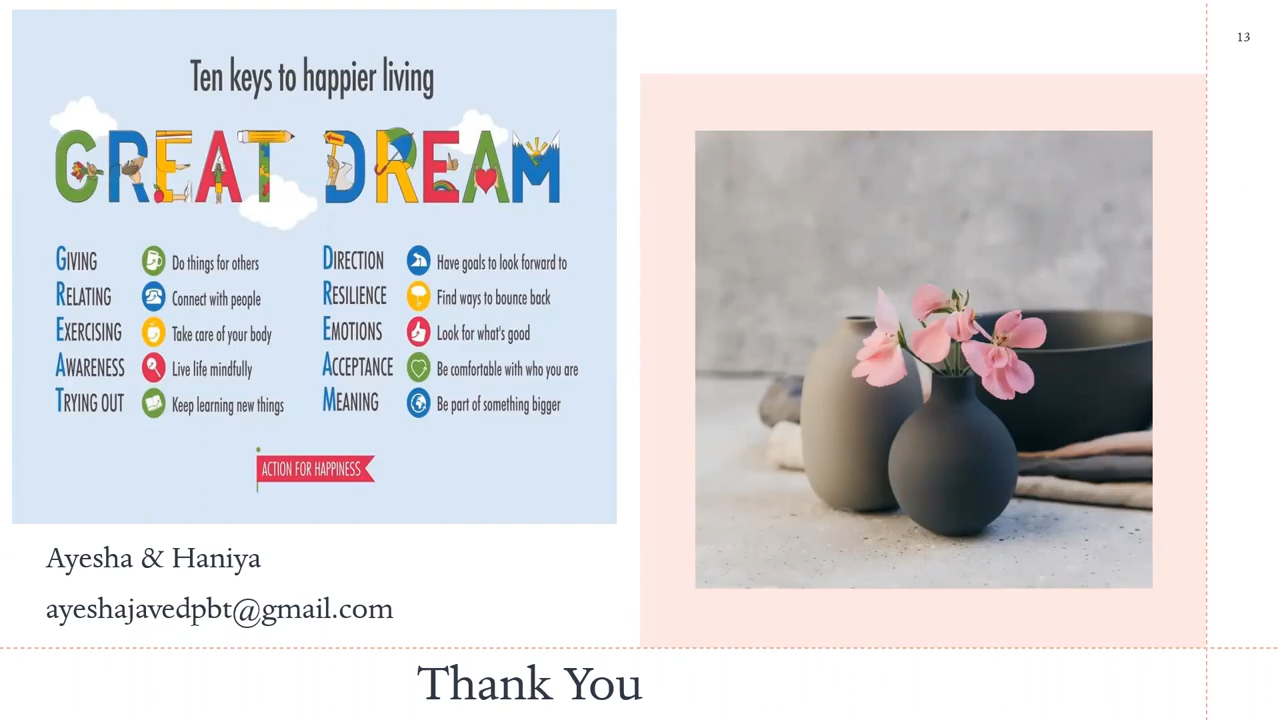 13
Ten keys to happier living
GREAT DREAM
GIVING Do things for others
RELATING Connect with people
EXERCISING Take care of your body
AWARENESS Live life mindfully
TRYING OUT Keep learning new things
DIRECTION Have goals to look forward to
RESILIENCE Find ways to bounce back
EMOTIONS Look for what's good
ACCEPTANCE Be comfortable with who you are
MEANING Be part of something bigger
ACTION FOR HAPPINESS
Ayesha & Haniya
ayeshajavedpbt@gmail.com
Thank You